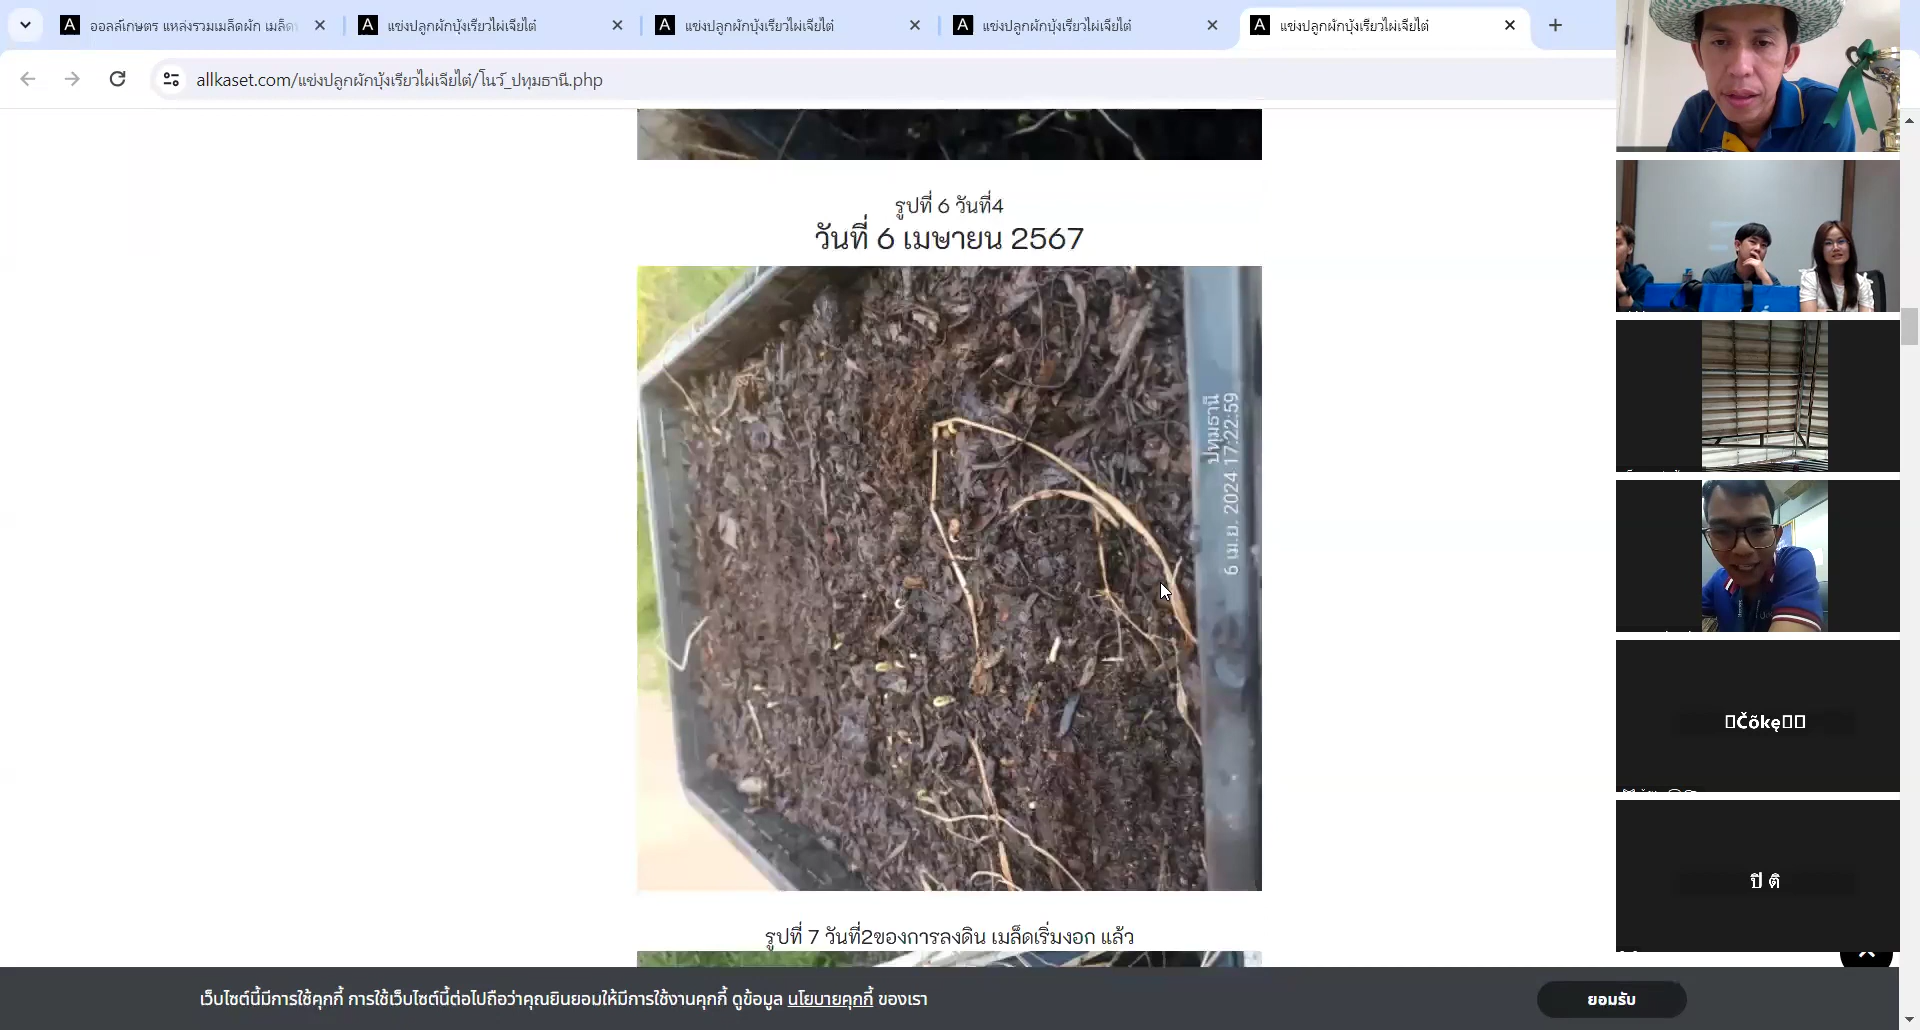 ออลล์เกษตร แหล่งรวมเมล็ดผัก เมล็ด
แข่งปลูกผักบุ้งเรียวไผ่เจียไต๋
แข่งปลูกผักบุ้งเรียวไผ่เจียไต๋
แข่งปลูกผักบุ้งเรียวไผ่เจียไต๋
แข่งปลูกผักบุ้งเรียวไผ่เจียไต๋
allkaset.com/แข่งปลูกผักบุ้งเรียวไผ่เจียไต๋/โนว์_ปทุมธานี.php
รูปที่ 6 วันที่4
วันที่ 6 เมษายน 2567
ปทุมธานี
6 เม.ย. 2024 17:22:59
รูปที่ 7 วันที่2ของการลงดิน เมล็ดเริ่มงอก แล้ว
Čõkę
ปิ ติ
เว็บไซต์นี้มีการใช้คุกกี้ การใช้เว็บไซต์นี้ต่อไปถือว่าคุณยินยอมให้มีการใช้งานคุกกี้ ดูข้อมูล นโยบายคุกกี้ ของเรา
ยอมรับ